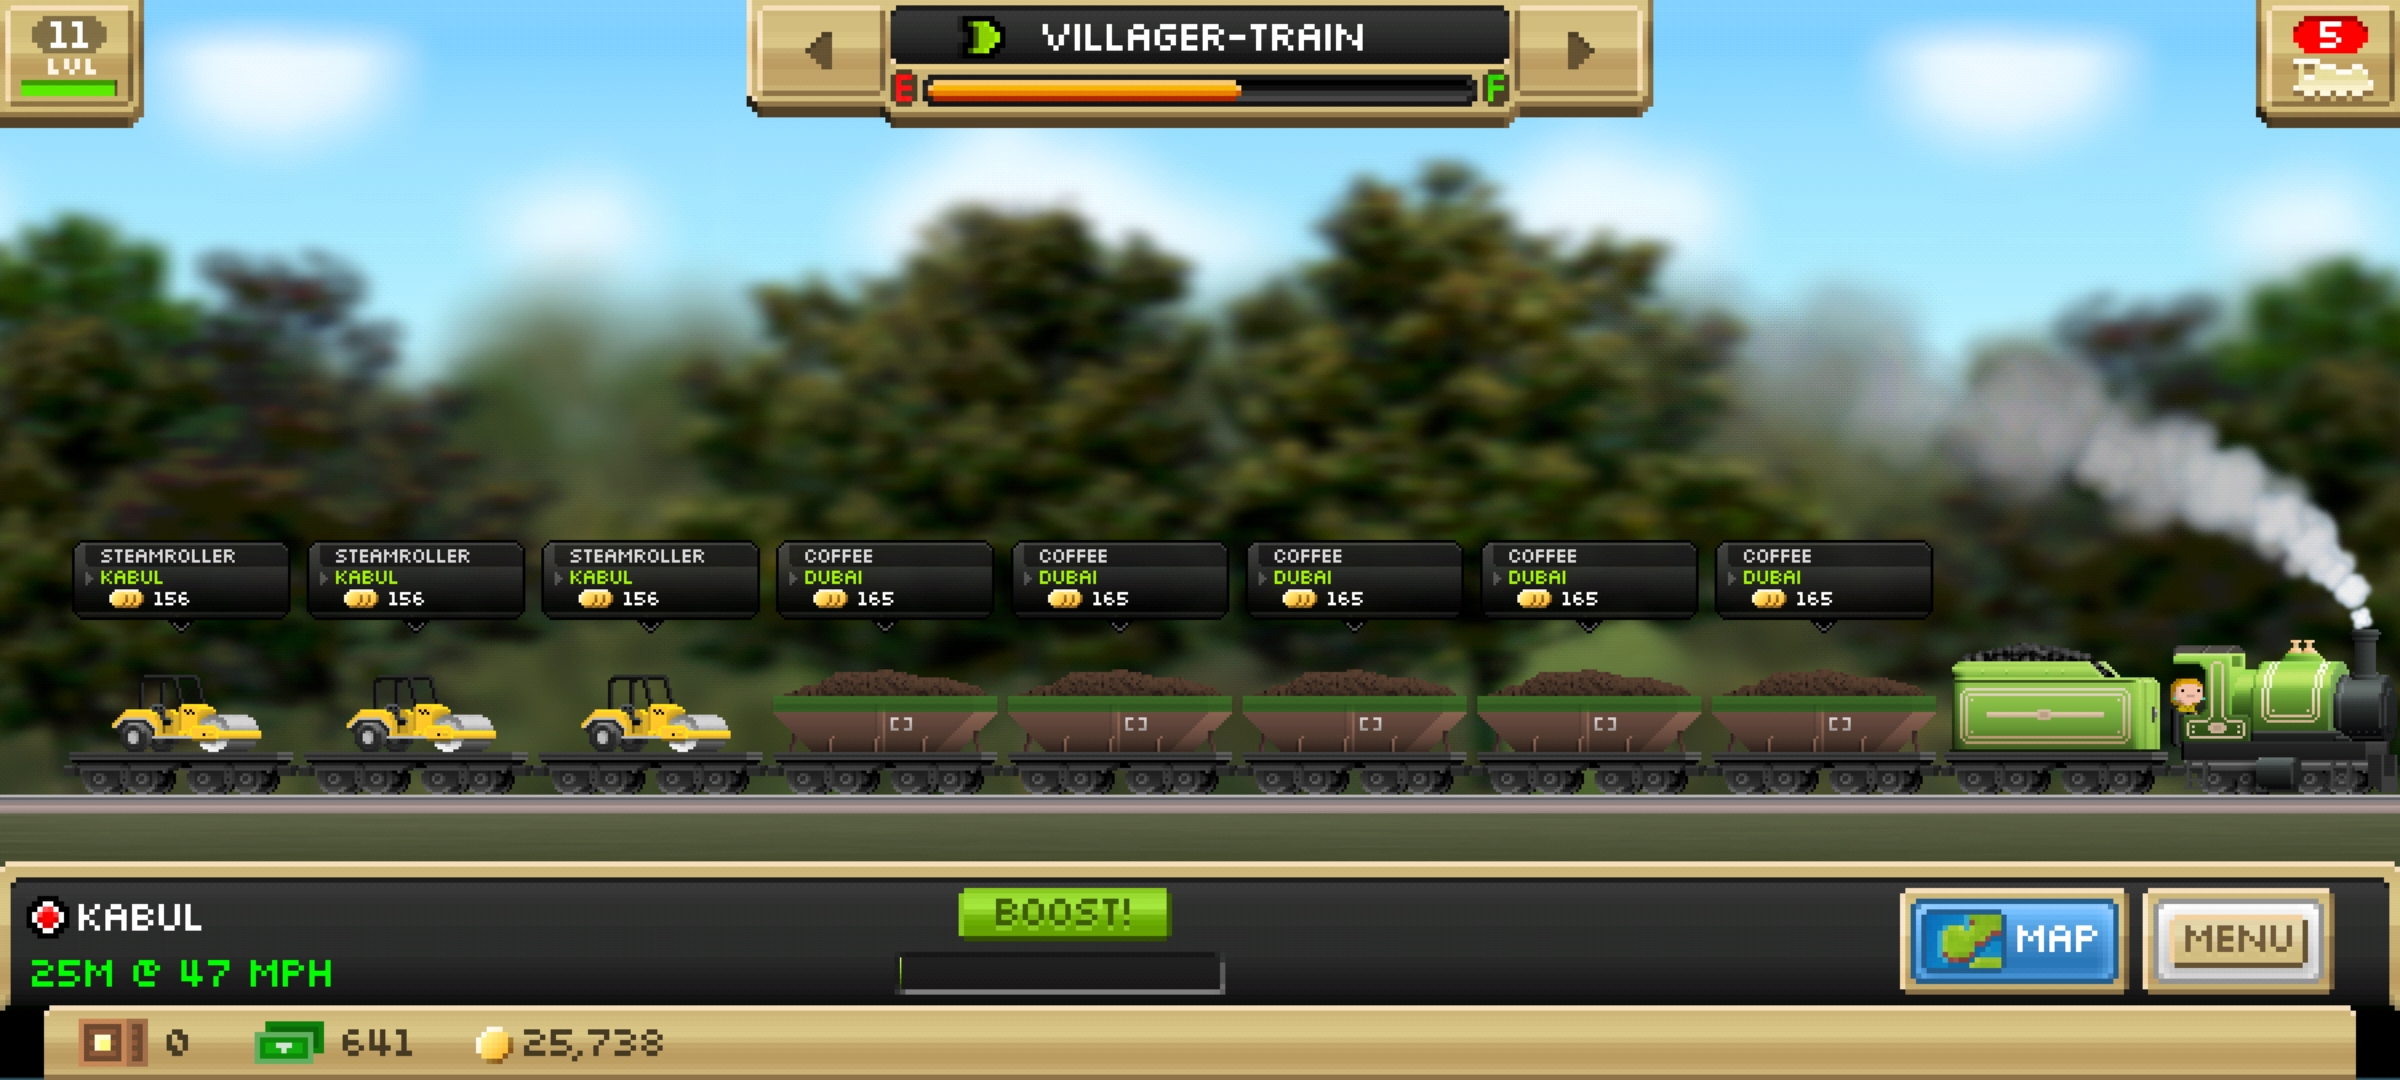 11
LVL
VILLAGER-TRAIN
E F
5
STEAMROLLER
KABUL
156
STEAMROLLER
KABUL
156
STEAMROLLER
KABUL
156
COFFEE
DUBAI
165
COFFEE
DUBAI
165
COFFEE
DUBAI
165
COFFEE
DUBAI
165
COFFEE
DUBAI
165
KABUL
25M @ 47 MPH
BOOST!
MAP
MENU
0 641 25,738